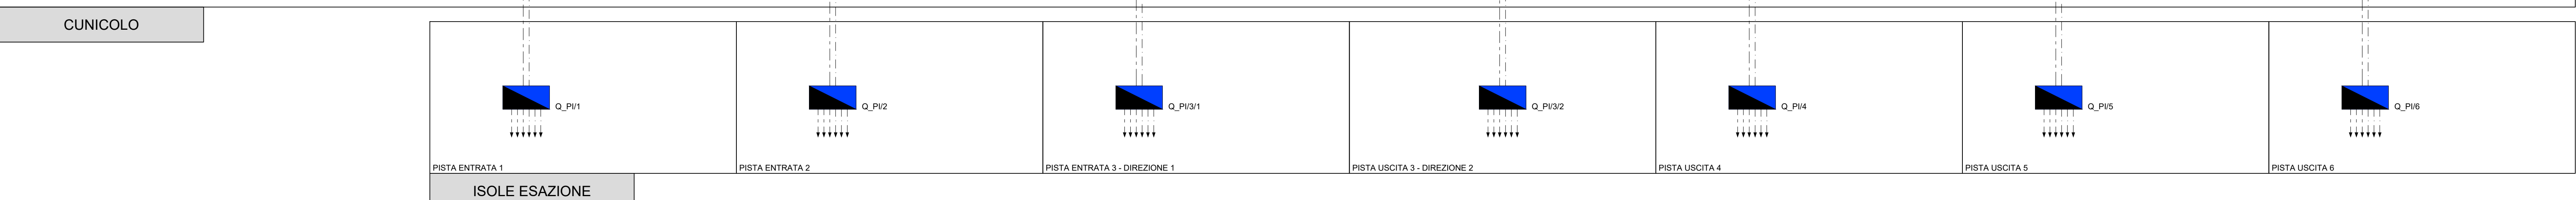 CUNICOLO
Q_PI/1
Q_PI/2
Q_PI/3/1
Q_PI/3/2
Q_PI/4
Q_PI/5
Q_PI/6
PISTA ENTRATA 1
PISTA ENTRATA 2
PISTA ENTRATA 3 - DIREZIONE 1
PISTA USCITA 3 - DIREZIONE 2
PISTA USCITA 4
PISTA USCITA 5
PISTA USCITA 6
ISOLE ESAZIONE